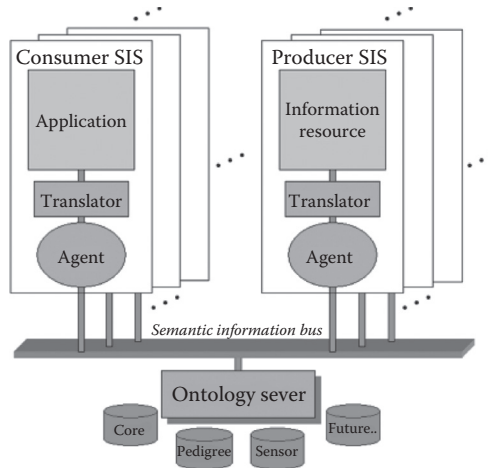 Consumer SIS
Application
Translator
Agent
Producer SIS
Information
resource
Translator
Agent
Semantic information bus
Ontology sever
Core
Pedigree
Sensor
Future..